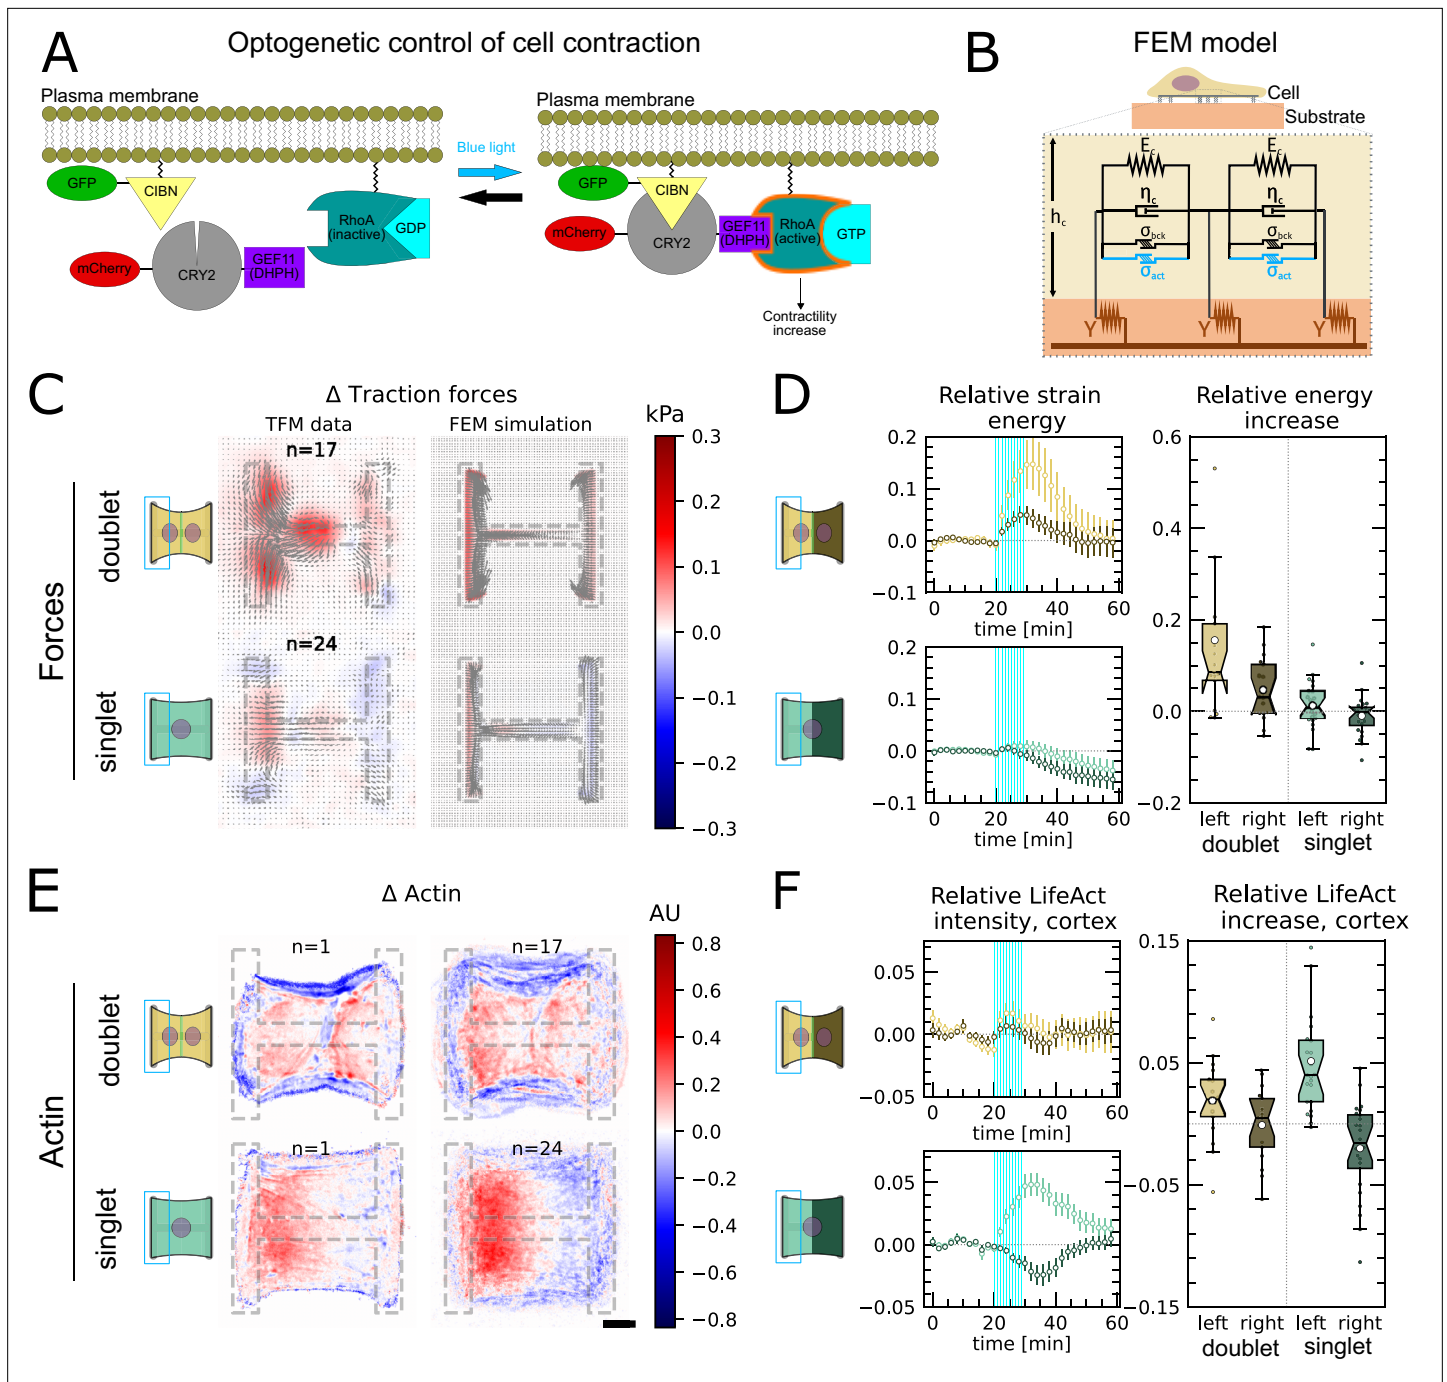 A
Optogenetic control of cell contraction
Plasma membrane
GFP
CIBN
mCherry
CRY2
GEF11
(DHPH)
RhoA
(inactive)
GDP
Blue light
Plasma membrane
GFP
CIBN
mCherry
CRY2
GEF11
(DHPH)
RhoA
(active)
GTP
Contractility
increase
B
FEM model
Cell
Substrate
h_c
E_c
E_c
η_c
η_c
σ_bck
σ_bck
σ_act
σ_act
Y
Y
Y
C
Δ Traction forces
TFM data
FEM simulation
kPa
n=17
n=24
Forces
doublet
singlet
0.3
0.2
0.1
0.0
−0.1
−0.2
−0.3
D
Relative strain
energy
0.2
0.1
0.0
−0.1
0
20
40
60
time [min]
0.2
0.1
0.0
−0.1
0
20
40
60
time [min]
Relative energy
increase
0.6
0.4
0.2
0.0
−0.2
left
right
left
right
doublet
singlet
E
Δ Actin
AU
n=1
n=17
n=1
n=24
Actin
doublet
singlet
0.8
0.6
0.4
0.2
0.0
−0.2
−0.4
−0.6
−0.8
F
Relative LifeAct
intensity, cortex
0.05
0.00
−0.05
0
20
40
60
time [min]
0.05
0.00
−0.05
0
20
40
60
time [min]
Relative LifeAct
increase, cortex
0.15
0.05
−0.05
−0.15
left
right
left
right
doublet
singlet